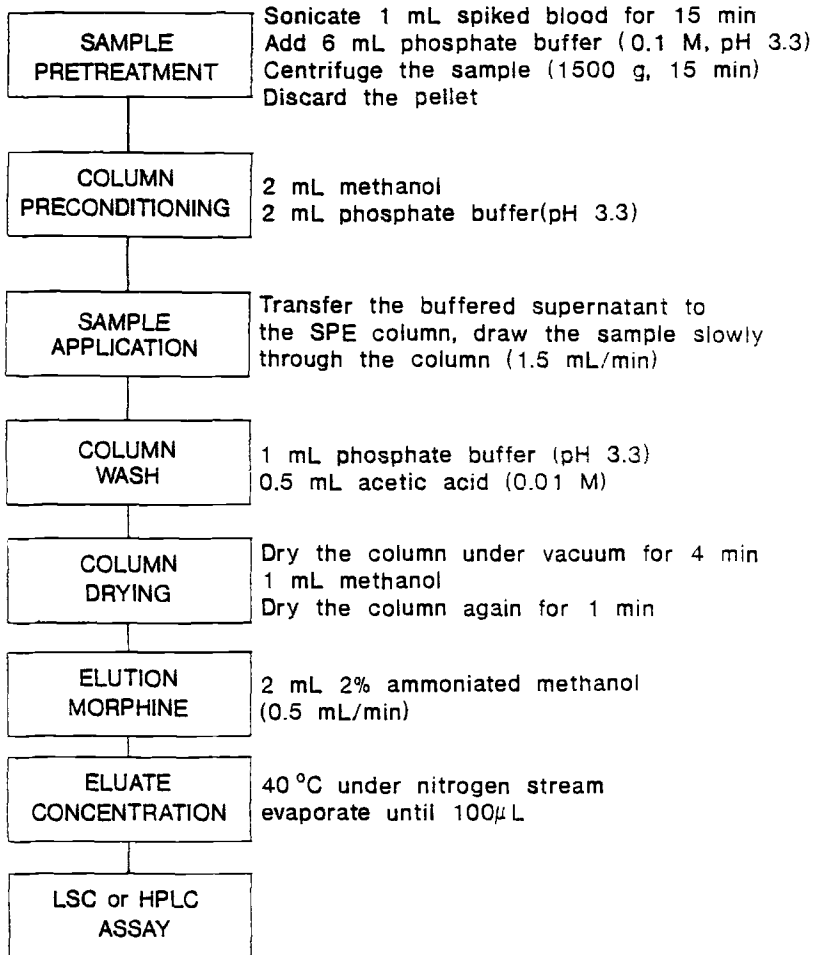 SAMPLE
PRETREATMENT
Sonicate 1 mL spiked blood for 15 min
Add 6 mL phosphate buffer (0.1 M, pH 3.3)
Centrifuge the sample (1500 g, 15 min)
Discard the pellet
COLUMN
PRECONDITIONING
2 mL methanol
2 mL phosphate buffer(pH 3.3)
SAMPLE
APPLICATION
Transfer the buffered supernatant to
the SPE column, draw the sample slowly
through the column (1.5 mL/min)
COLUMN
WASH
1 mL phosphate buffer (pH 3.3)
0.5 mL acetic acid (0.01 M)
COLUMN
DRYING
Dry the column under vacuum for 4 min
1 mL methanol
Dry the column again for 1 min
ELUTION
MORPHINE
2 mL 2% ammoniated methanol
(0.5 mL/min)
ELUATE
CONCENTRATION
40 °C under nitrogen stream
evaporate until 100μL
LSC or HPLC
ASSAY